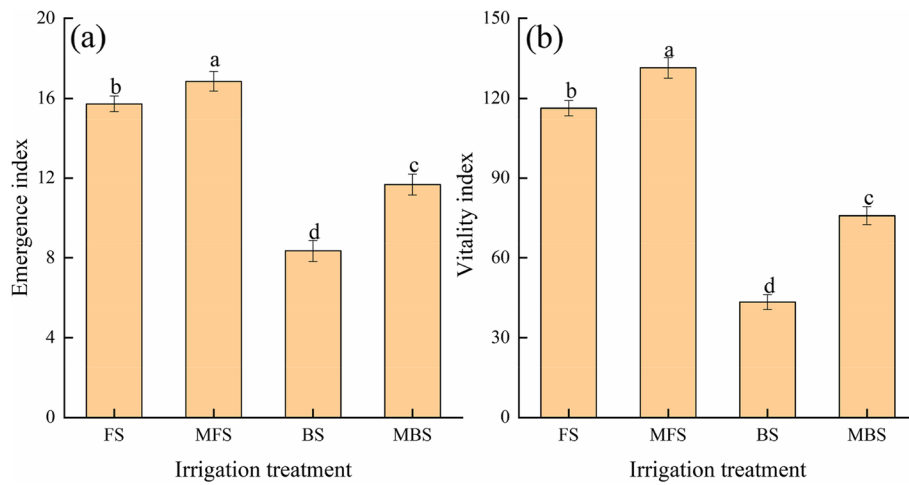 (a)
Emergence index
20
16
12
8
4
0
b
a
d
c
FS MFS BS MBS
Irrigation treatment
(b)
Vitality index
150
120
90
60
30
0
b
a
d
c
FS MFS BS MBS
Irrigation treatment